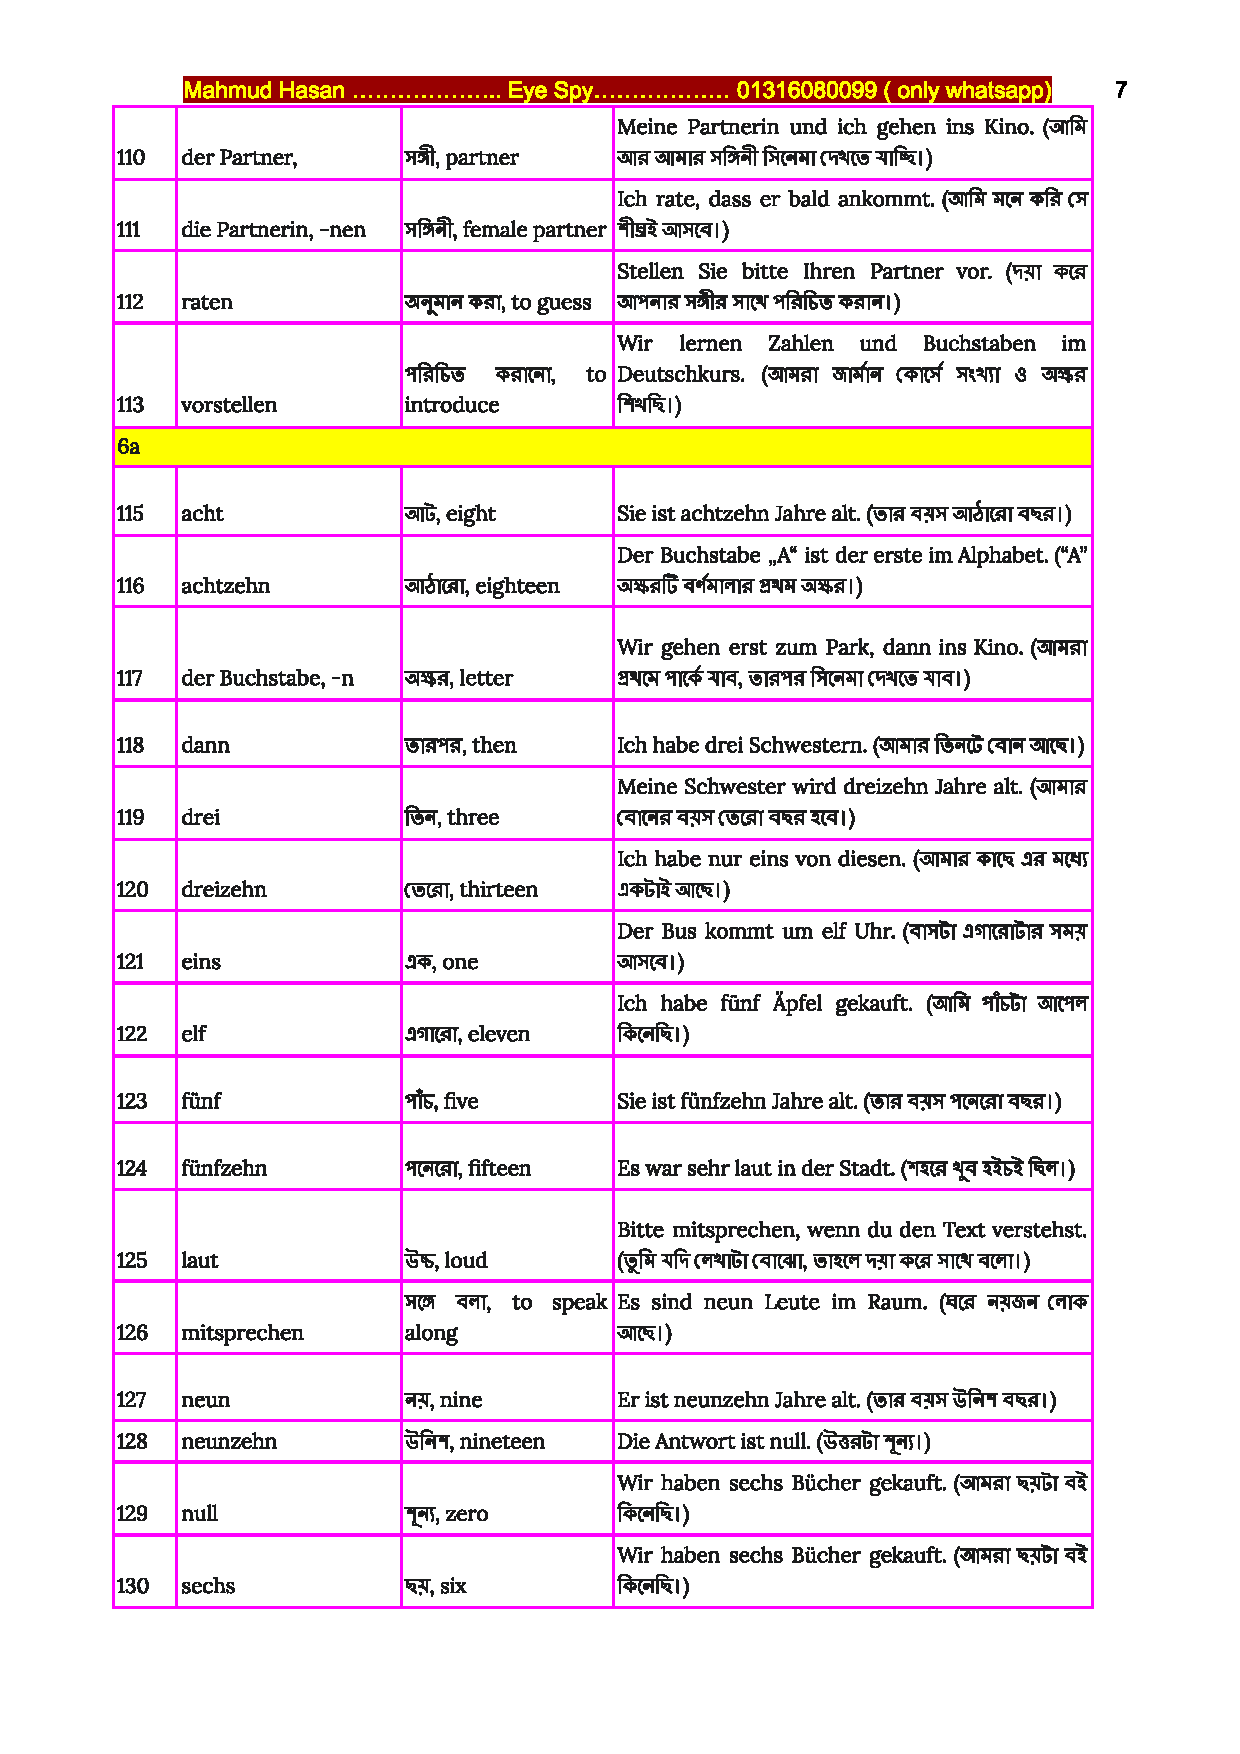 Mahmud Hasan ……………….. Eye Spy……………… 01316080099 ( only whatsapp) 7
Meine Partnerin und ich gehen ins Kino. (আমি
110 der Partner, সঙ্গী, partner আর আমার সঙ্গিনী সিনেমা দেখতে যাচ্ছি।)
Ich rate, dass er bald ankommt. (আমি মনে করি সে
111 die Partnerin, -nen সঙ্গিনী, female partner শীঘ্রই আসবে।)
Stellen Sie bitte Ihren Partner vor. (দয়া করে
112 raten অনুমান করা, to guess আপনার সঙ্গীর সাথে পরিচিত করান।)
Wir lernen Zahlen und Buchstaben im
পরিচিত করানো, to Deutschkurs. (আমরা জার্মান কোর্সে সংখ্যা ও অক্ষর
113 vorstellen introduce শিখছি।)
6a
115 acht আট, eight Sie ist achtzehn Jahre alt. (তার বয়স আঠারো বছর।)
Der Buchstabe „A“ ist der erste im Alphabet. (“A”
116 achtzehn আঠারো, eighteen অক্ষরটি বর্ণমালার প্রথম অক্ষর।)
Wir gehen erst zum Park, dann ins Kino. (আমরা
117 der Buchstabe, -n অক্ষর, letter প্রথমে পার্কে যাব, তারপর সিনেমা দেখতে যাব।)
118 dann তারপর, then Ich habe drei Schwestern. (আমার তিনটে বোন আছে।)
Meine Schwester wird dreizehn Jahre alt. (আমার
119 drei তিন, three বোনের বয়স তেরো বছর হবে।)
Ich habe nur eins von diesen. (আমার কাছে এর মধ্যে
120 dreizehn তেরো, thirteen একটাই আছে।)
Der Bus kommt um elf Uhr. (বাসটা এগারোটার সময়
121 eins এক, one আসবে।)
Ich habe fünf Äpfel gekauft. (আমি পাঁচটা আপেল
122 elf এগারো, eleven কিনেছি।)
123 fünf পাঁচ, five Sie ist fünfzehn Jahre alt. (তার বয়স পনেরো বছর।)
124 fünfzehn পনেরো, fifteen Es war sehr laut in der Stadt. (শহরে খুব হইচই ছিল।)
Bitte mitsprechen, wenn du den Text verstehst.
125 laut উচ্চ, loud (তুমি যদি লেখাটা বোঝো, তাহলে দয়া করে সাথে বলো।)
সঙ্গে বলা, to speak Es sind neun Leute im Raum. (ঘরে নয়জন লোক
126 mitsprechen along আছে।)
127 neun নয়, nine Er ist neunzehn Jahre alt. (তার বয়স উনিশ বছর।)
128 neunzehn উনিশ, nineteen Die Antwort ist null. (উত্তরটা শূন্য।)
Wir haben sechs Bücher gekauft. (আমরা ছয়টা বই
129 null শূন্য, zero কিনেছি।)
Wir haben sechs Bücher gekauft. (আমরা ছয়টা বই
130 sechs ছয়, six কিনেছি।)